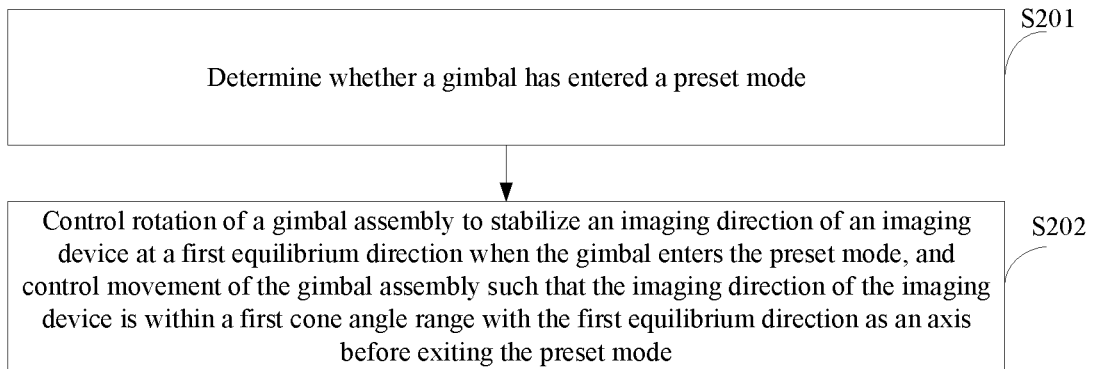 S201
Determine whether a gimbal has entered a preset mode
S202
Control rotation of a gimbal assembly to stabilize an imaging direction of an imaging
device at a first equilibrium direction when the gimbal enters the preset mode, and
control movement of the gimbal assembly such that the imaging direction of the imaging
device is within a first cone angle range with the first equilibrium direction as an axis
before exiting the preset mode